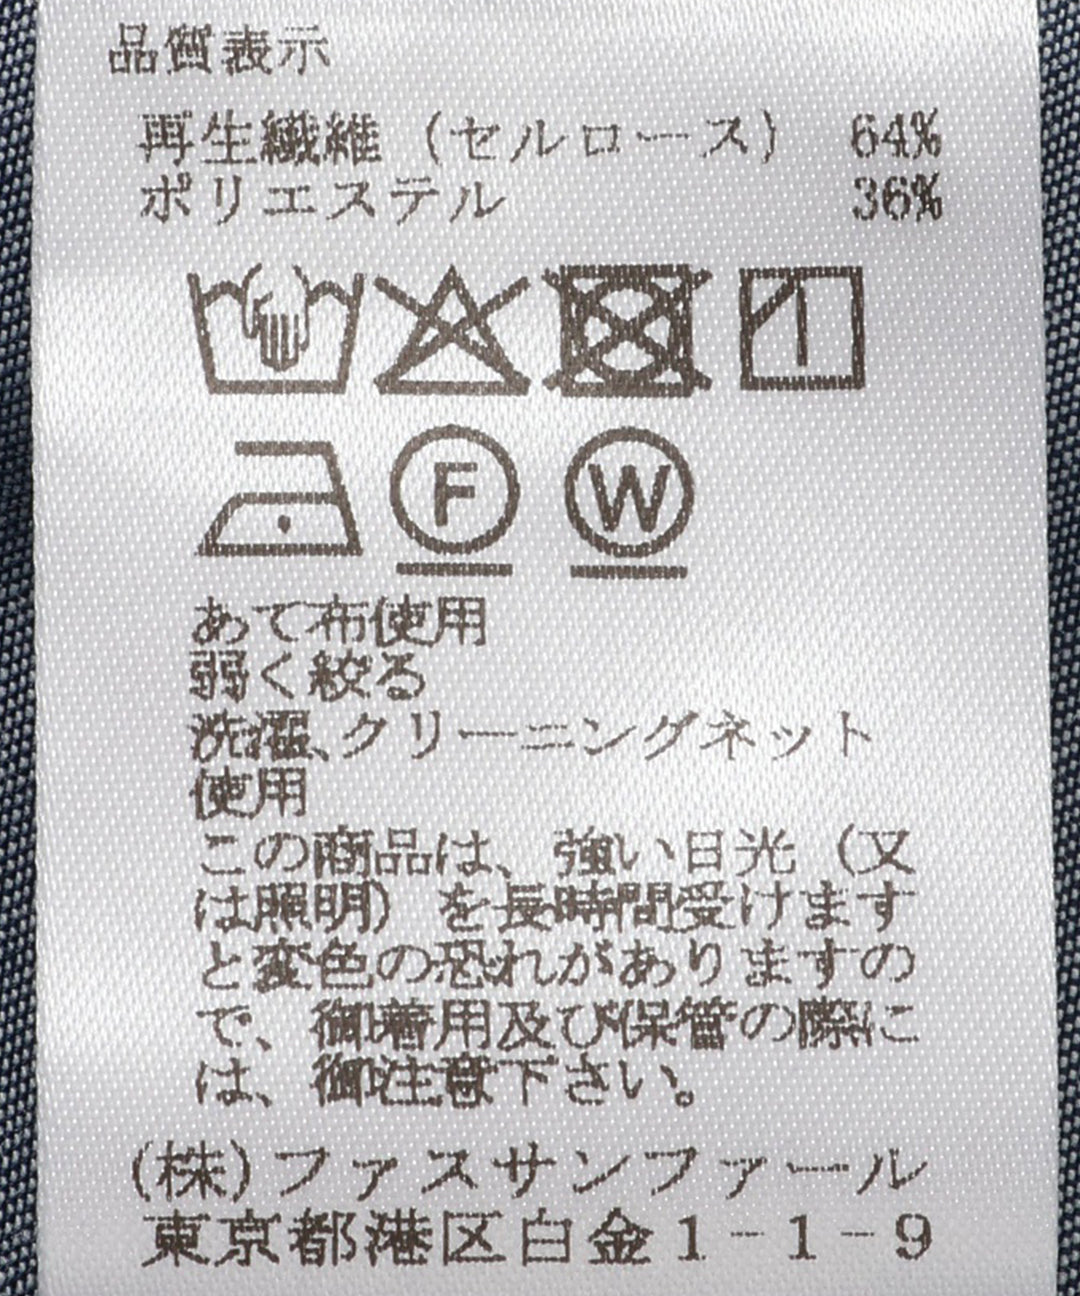 品質表示
再生繊維（セルロース） 64%
ポリエステル 36%
F W
あて布使用
弱く絞る
洗濯、クリーニングネット
使用
この商品は、強い日光（又
は照明）を長時間受けます
と変色の恐れがありますの
で、御着用及び保管の際に
は、御注意下さい。
(株)ファスサンファール
東京都港区白金1-1-9